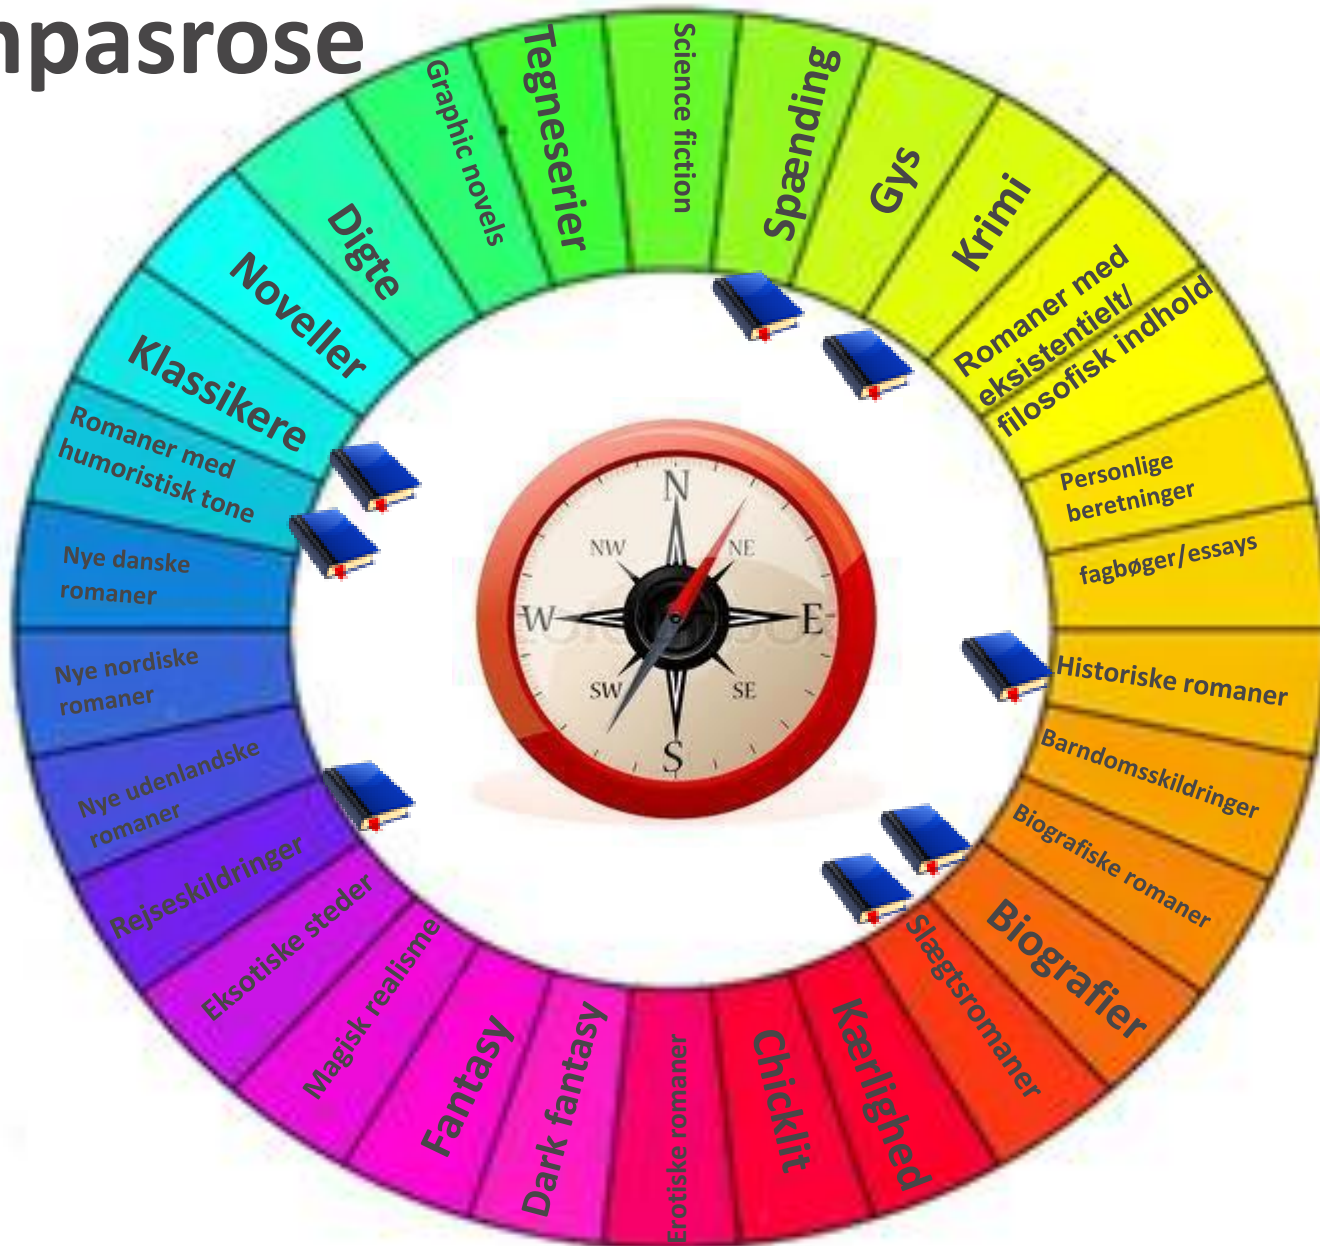 mpasrose
Science fiction
Spænding
Gys
Krimi
Romaner med
eksistentielt/
filosofisk indhold
Personlige
beretninger
fagbøger/essays
Historiske romaner
Barndomsskildringer
Biografiske romaner
Biografier
Slægtsromaner
Kærlighed
Chicklit
Erotiske romaner
Dark fantasy
Fantasy
Magisk realisme
Eksotiske steder
Rejseskildringer
Nye udenlandske
romaner
Nye nordiske
romaner
Nye danske
romaner
Romaner med
humoristisk tone
Klassikere
Noveller
Digte
Graphic novels
Tegneserier
N
NE
E
SE
S
SW
W
NW